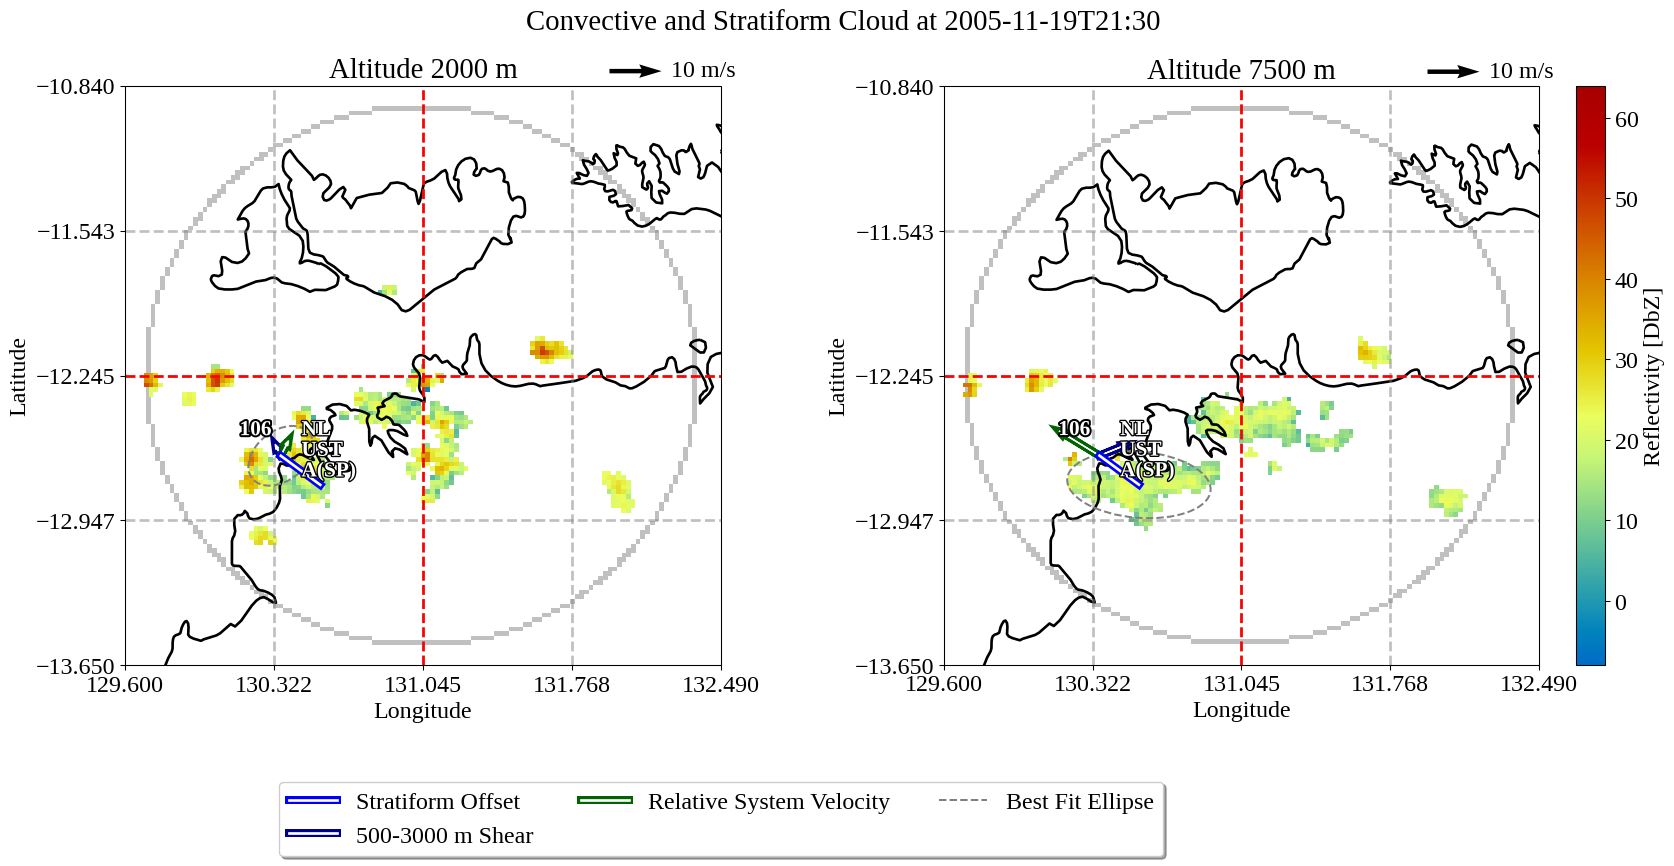 Convective and Stratiform Cloud at 2005-11-19T21:30
Altitude 2000 m
10 m/s
−10.840
−11.543
−12.245
−12.947
−13.650
129.600
130.322
131.045
131.768
132.490
Latitude
Longitude
106
NL
UST
A(SP)
Altitude 7500 m
10 m/s
−10.840
−11.543
−12.245
−12.947
−13.650
129.600
130.322
131.045
131.768
132.490
Latitude
Longitude
106
NL
UST
A(SP)
60
50
40
30
20
10
0
Reflectivity [DbZ]
Stratiform Offset
Relative System Velocity
Best Fit Ellipse
500-3000 m Shear